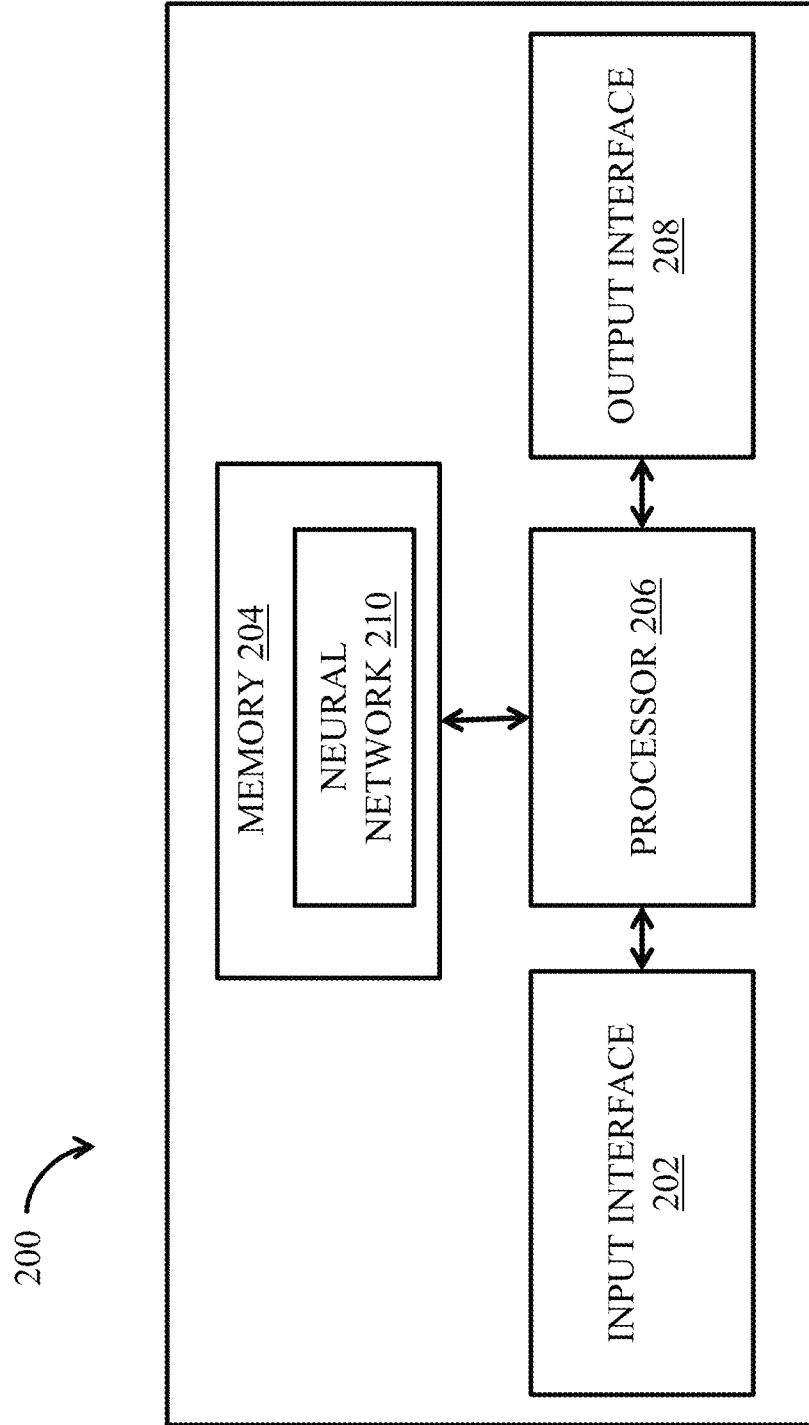 200
MEMORY 204
NEURAL
NETWORK 210
INPUT INTERFACE
202
PROCESSOR 206
OUTPUT INTERFACE
208